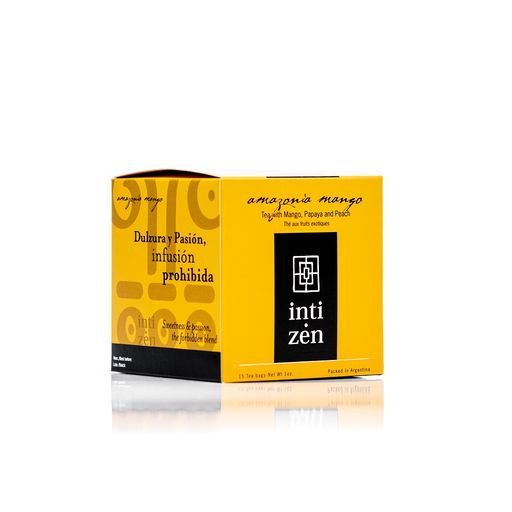 amazonia mango
Dulzura y Pasión,
infusión
prohibida
inti
zen
Sweetness & passion,
the forbidden blend
amazonía mango
Tea with Mango, Papaya and Peach
Thé aux fruits exotiques
inti
zen
15 Tea bags Net Wt 1oz.
Packed in Argentina